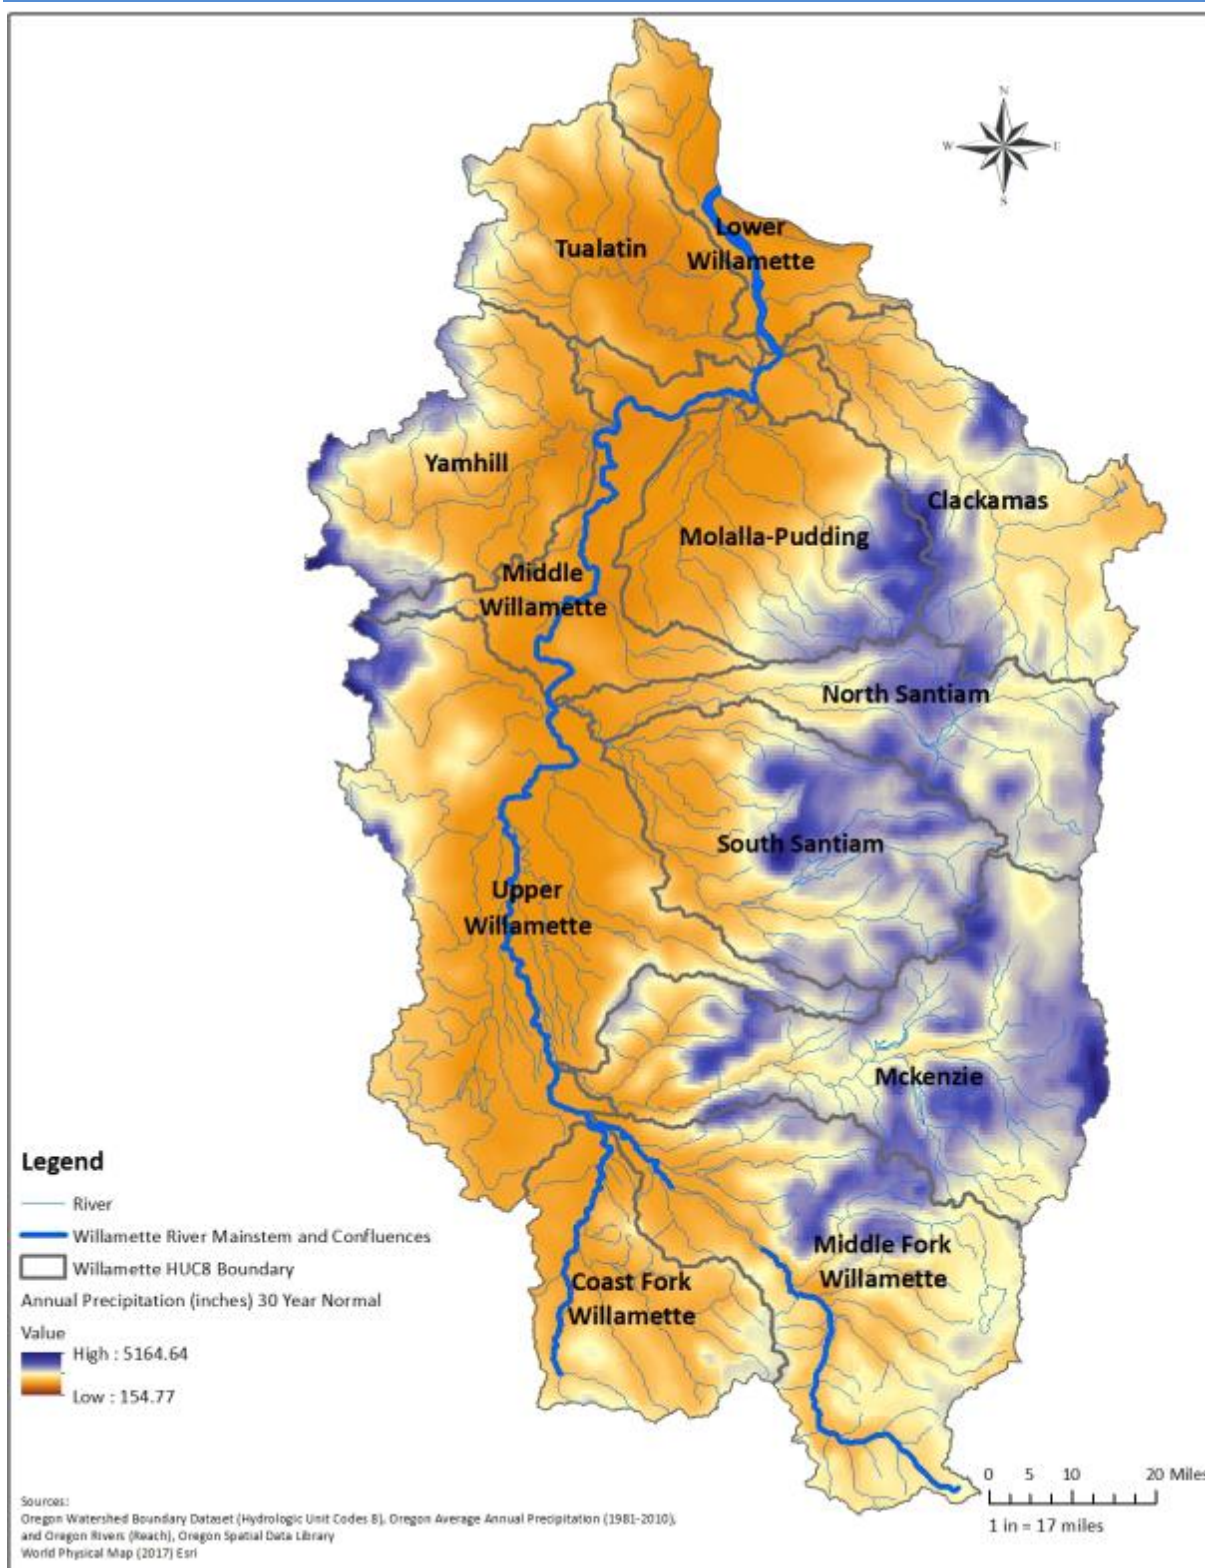 N
W E
S
Lower
Willamette
Tualatin
Yamhill
Clackamas
Molalla-Pudding
Middle
Willamette
North Santiam
South Santiam
Upper
Willamette
Mckenzie
Middle Fork
Willamette
Coast Fork
Willamette
Legend
River
Willamette River Mainstem and Confluences
Willamette HUC8 Boundary
Annual Precipitation (inches) 30 Year Normal
Value
High : 5164.64
Low : 154.77
0 5 10 20 Miles
1 in = 17 miles
Sources:
Oregon Watershed Boundary Dataset (Hydrologic Unit Codes 8), Oregon Average Annual Precipitation (1981-2010),
and Oregon Rivers (Reach), Oregon Spatial Data Library
World Physical Map (2017) Esri